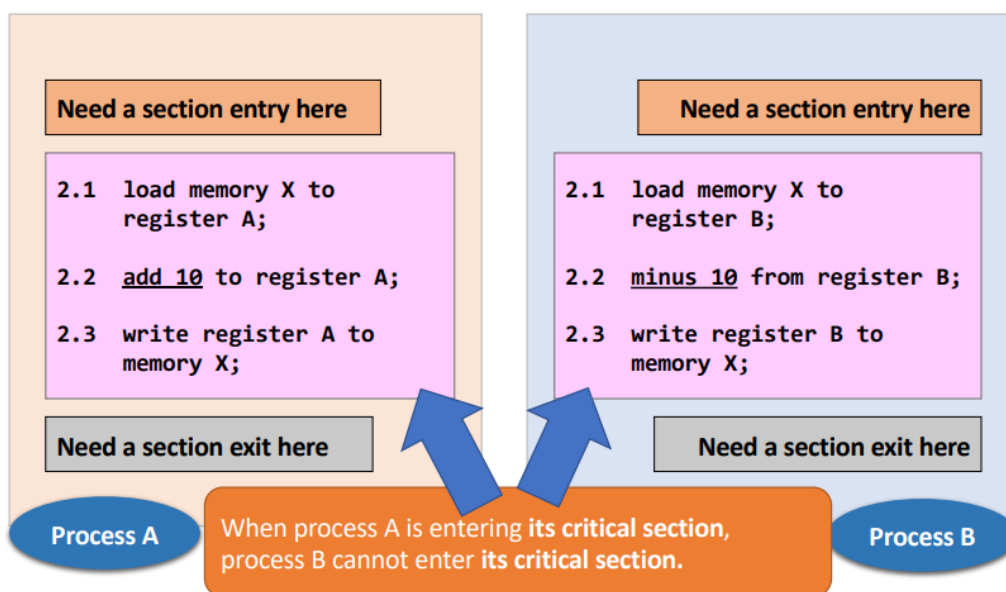 Need a section entry here
2.1 load memory X to
register A;
2.2 add 10 to register A;
2.3 write register A to
memory X;
Need a section exit here
Process A
Need a section entry here
2.1 load memory X to
register B;
2.2 minus 10 from register B;
2.3 write register B to
memory X;
Need a section exit here
Process B
When process A is entering its critical section,
process B cannot enter its critical section.